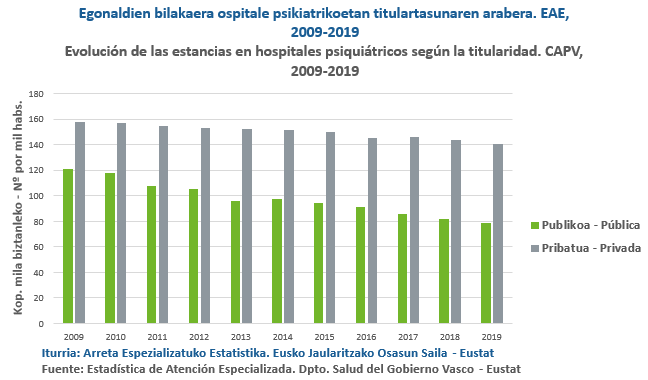 Egonaldien bilakaera ospitale psikiatrikoetan titulartasunaren arabera. EAE,
2009-2019
Evolución de las estancias en hospitales psiquiátricos según la titularidad. CAPV,
2009-2019
Kop. mila biztanleko - Nº por mil habs.
180
160
140
120
100
80
60
40
20
0
2009 2010 2011 2012 2013 2014 2015 2016 2017 2018 2019
Publikoa - Pública
Pribatua - Privada
Iturria: Arreta Espezializatuko Estatistika. Eusko Jaularitzako Osasun Saila - Eustat
Fuente: Estadística de Atención Especializada. Dpto. Salud del Gobierno Vasco - Eustat